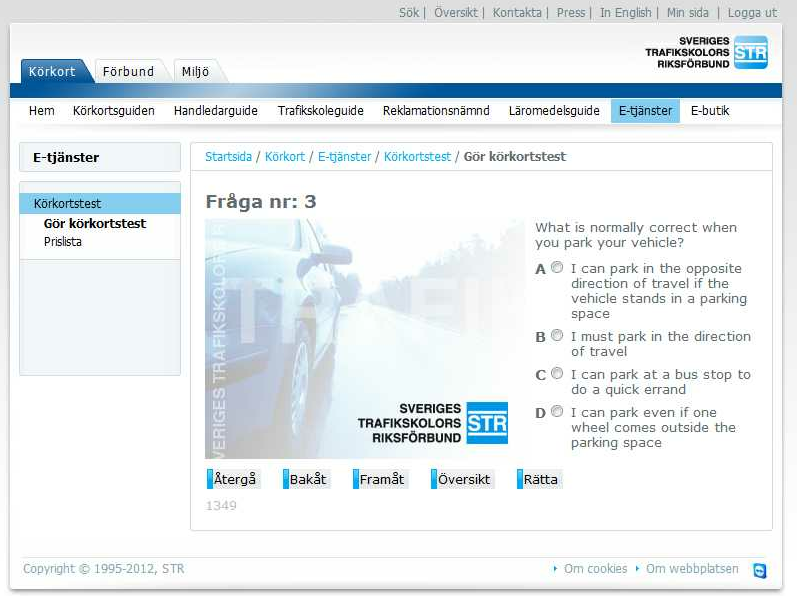 Sök | Översikt | Kontakta | Press | In English | Min sida | Logga ut
SVERIGES
TRAFIKSKOLORS
RIKSFÖRBUND
STR
Körkort Förbund Miljö
Hem Körkortsguiden Handledarguide Trafikskoleguide Reklamationsnämnd Läromedelsguide E-tjänster E-butik
E-tjänster
Körkortstest
Gör körkortstest
Prislista
Startsida / Körkort / E-tjänster / Körkortstest / Gör körkortstest
Fråga nr: 3
SVERIGES TRAFIKSKOLORS R
TRAFI
SVERIGES
TRAFIKSKOLORS
RIKSFÖRBUND
STR
What is normally correct when
you park your vehicle?
A I can park in the opposite
direction of travel if the
vehicle stands in a parking
space
B I must park in the direction
of travel
C I can park at a bus stop to
do a quick errand
D I can park even if one
wheel comes outside the
parking space
Återgå Bakåt Framåt Översikt Rätta
1349
Copyright © 1995-2012, STR
Om cookies Om webbplatsen